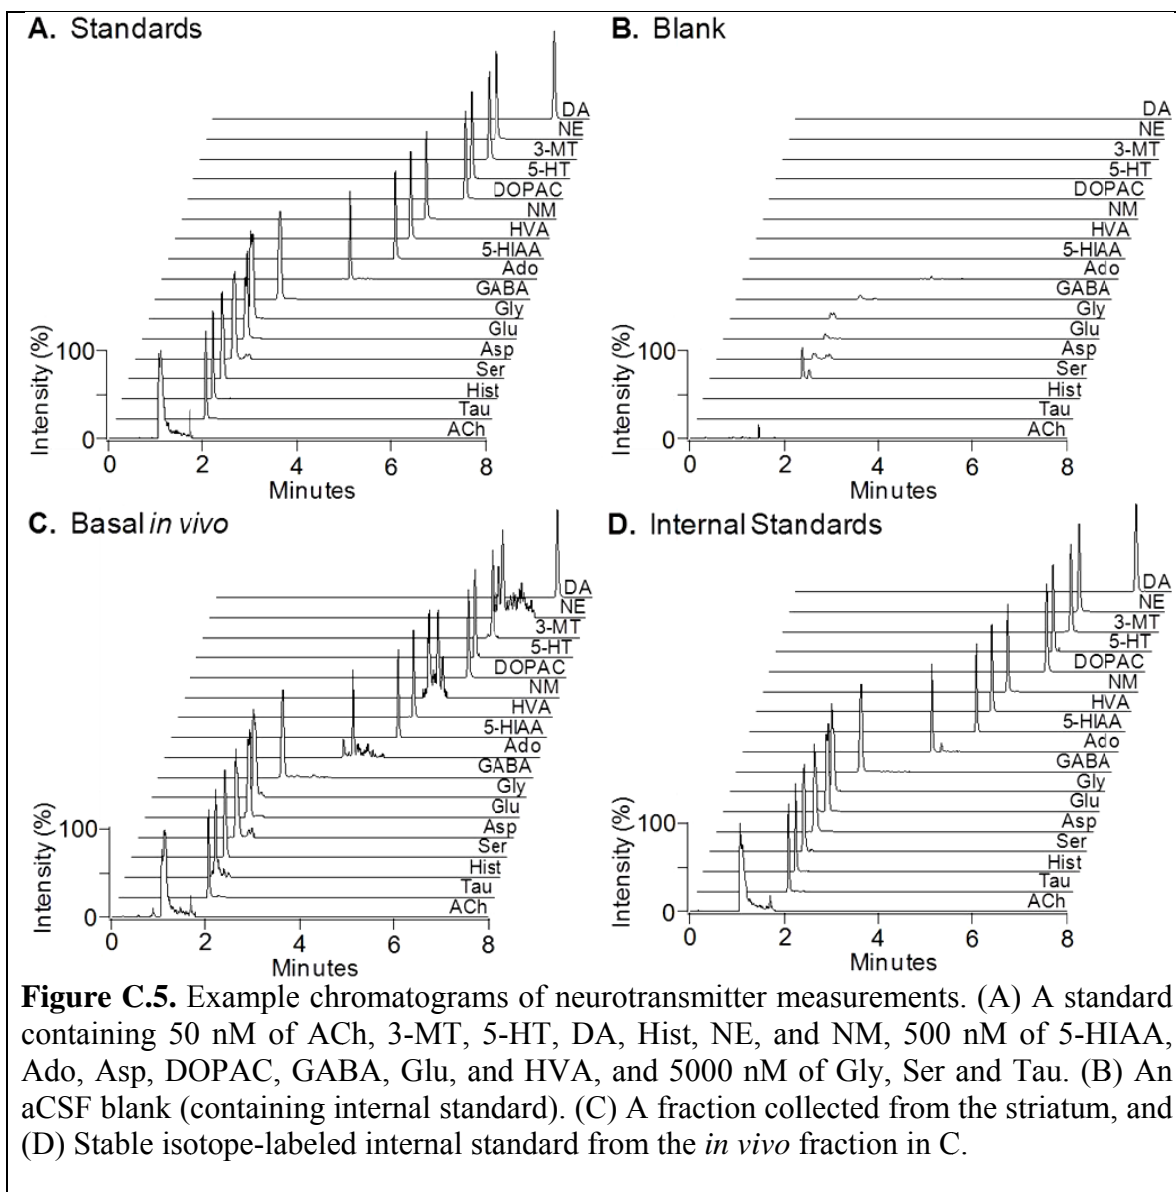 A. Standards
DA
NE
3-MT
5-HT
DOPAC
NM
HVA
5-HIAA
Ado
GABA
Gly
Glu
Asp
Ser
Hist
Tau
ACh
Intensity (%)
100
0
0 2 4 6 8
Minutes
B. Blank
DA
NE
3-MT
5-HT
DOPAC
NM
HVA
5-HIAA
Ado
GABA
Gly
Glu
Asp
Ser
Hist
Tau
ACh
Intensity (%)
100
0
0 2 4 6 8
Minutes
C. Basal in vivo
DA
NE
3-MT
5-HT
DOPAC
NM
HVA
5-HIAA
Ado
GABA
Gly
Glu
Asp
Ser
Hist
Tau
ACh
Intensity (%)
100
0
0 2 4 6 8
Minutes
D. Internal Standards
DA
NE
3-MT
5-HT
DOPAC
NM
HVA
5-HIAA
Ado
GABA
Gly
Glu
Asp
Ser
Hist
Tau
ACh
Intensity (%)
100
0
0 2 4 6 8
Minutes
Figure C.5. Example chromatograms of neurotransmitter measurements. (A) A standard
containing 50 nM of ACh, 3-MT, 5-HT, DA, Hist, NE, and NM, 500 nM of 5-HIAA,
Ado, Asp, DOPAC, GABA, Glu, and HVA, and 5000 nM of Gly, Ser and Tau. (B) An
aCSF blank (containing internal standard). (C) A fraction collected from the striatum, and
(D) Stable isotope-labeled internal standard from the in vivo fraction in C.